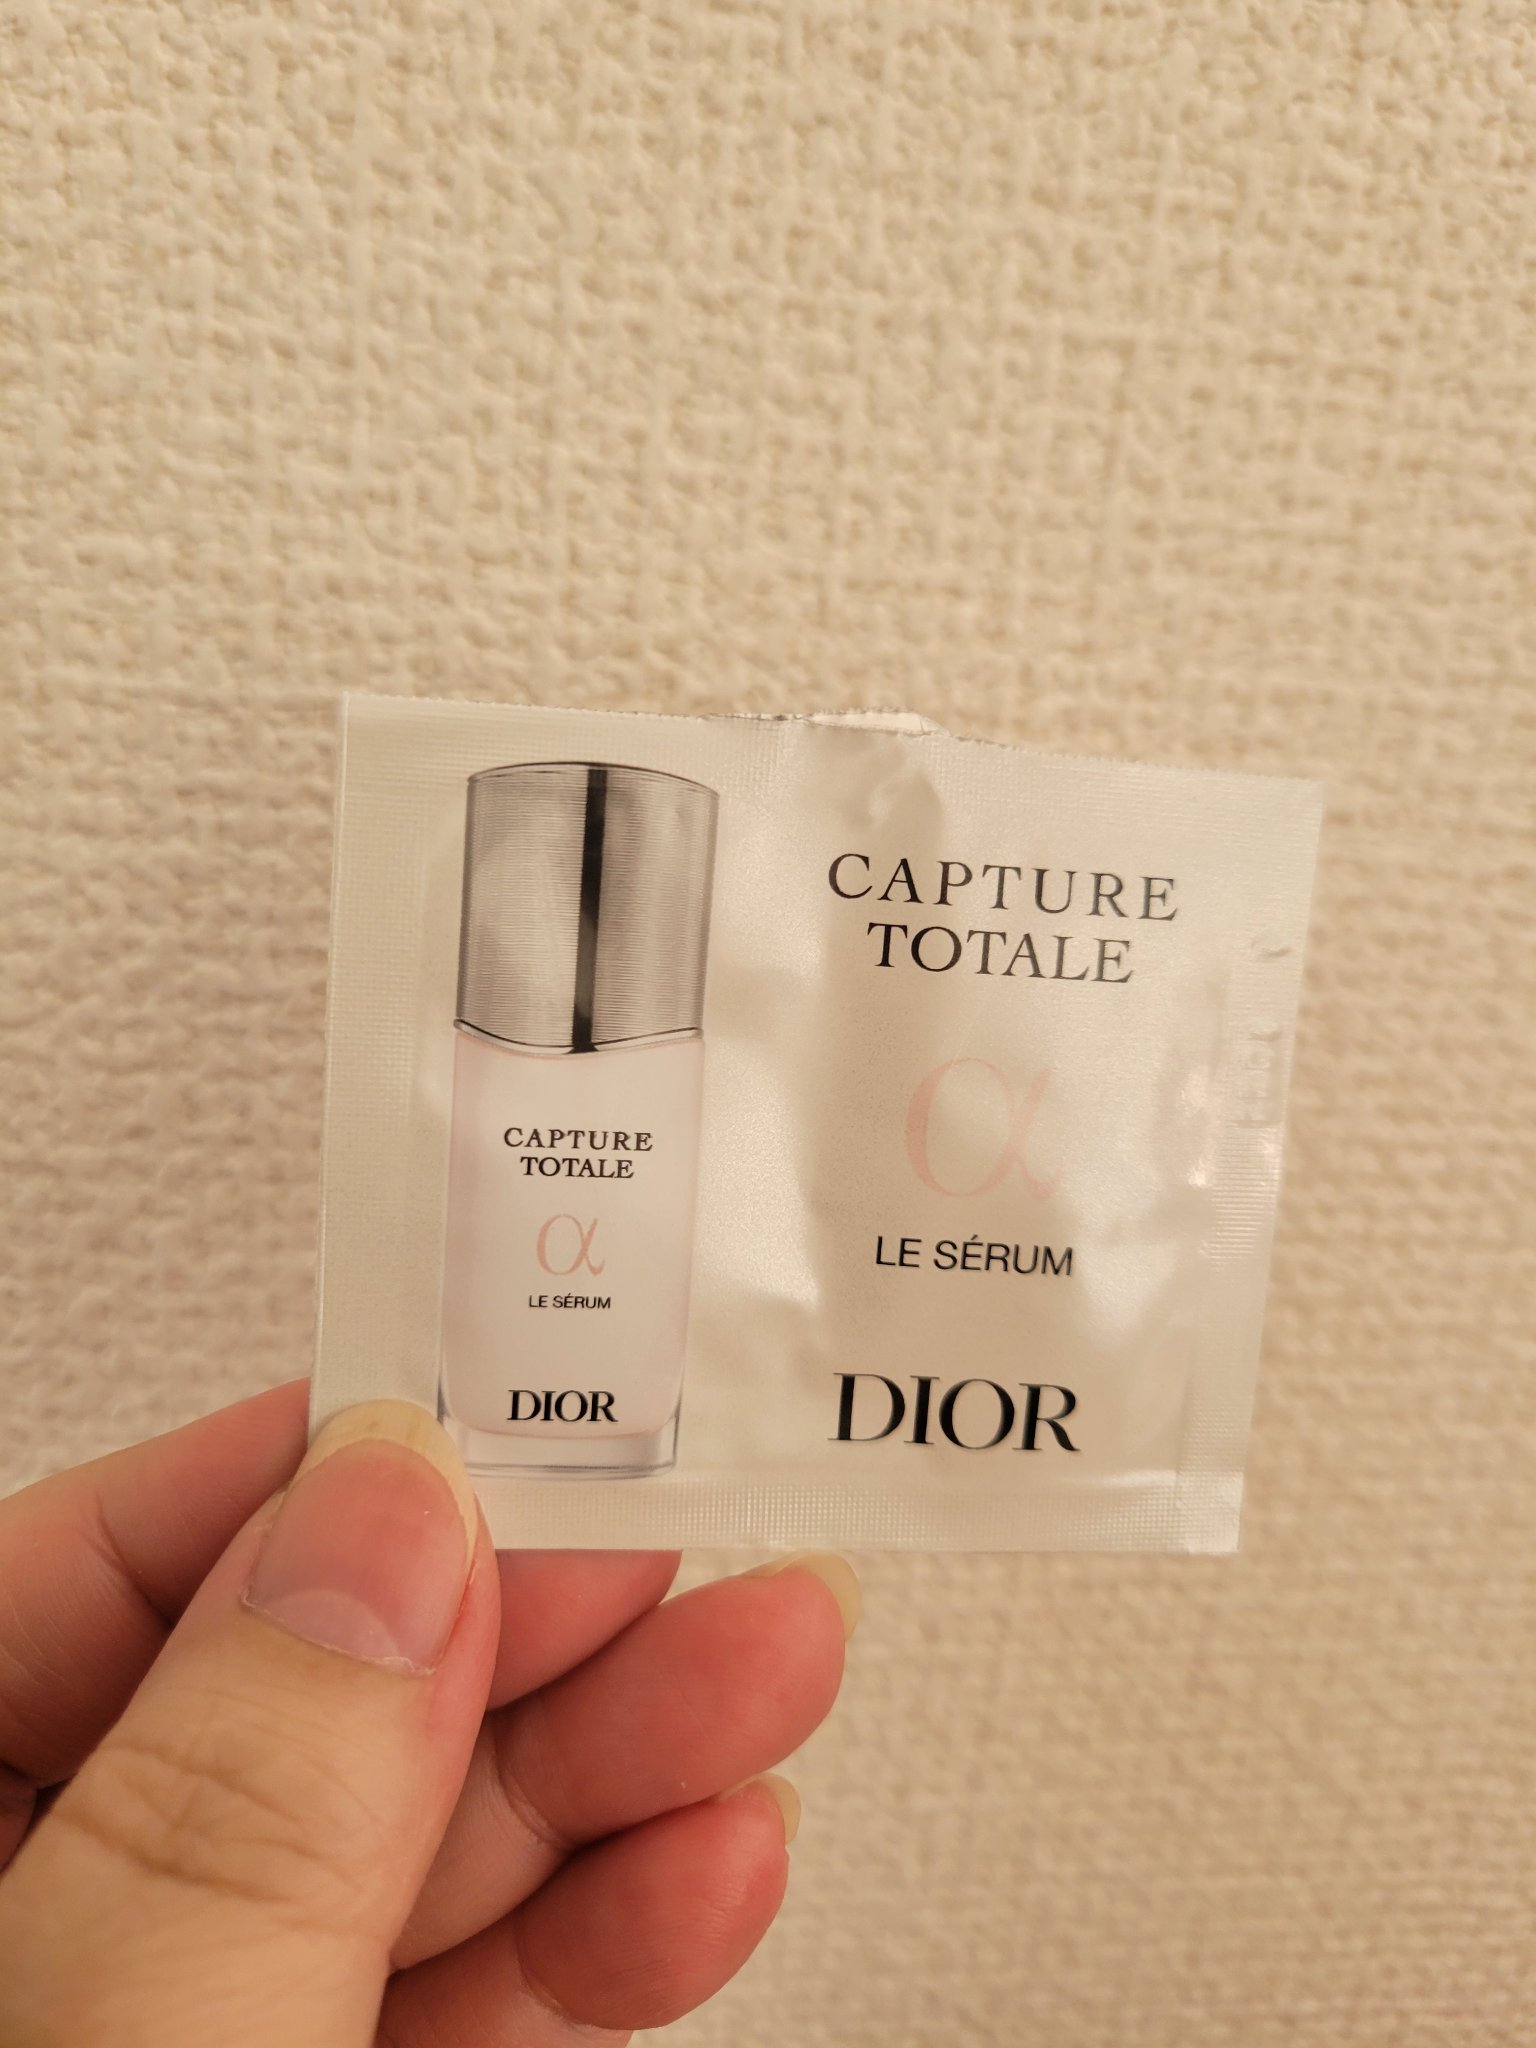 CAPTURE
TOTALE
α
LE SÉRUM
DIOR
CAPTURE
TOTALE
α
LE SÉRUM
DIOR